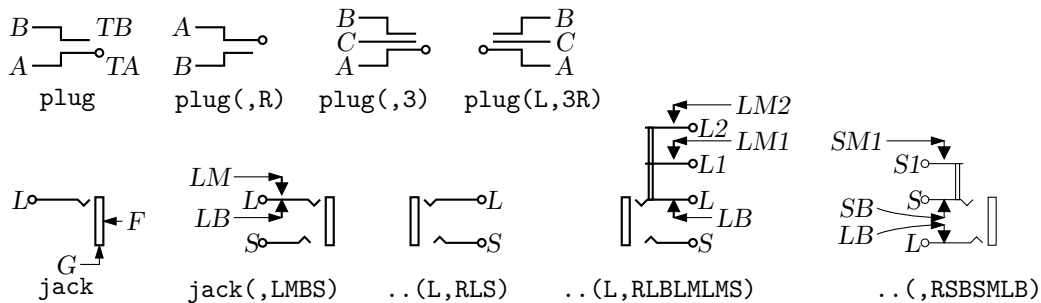 B TB A B B
C C
A TA B A A
plug plug(,R) plug(,3) plug(L,3R)
LM2
L2
LM1 SM1
LM L1 S1
L L L L S
F LB LB SB
S S S LB
G L
jack jack(,LMBS) ..(L,RLS) ..(L,RLBLMLMS) ..(,RSBSMLB)